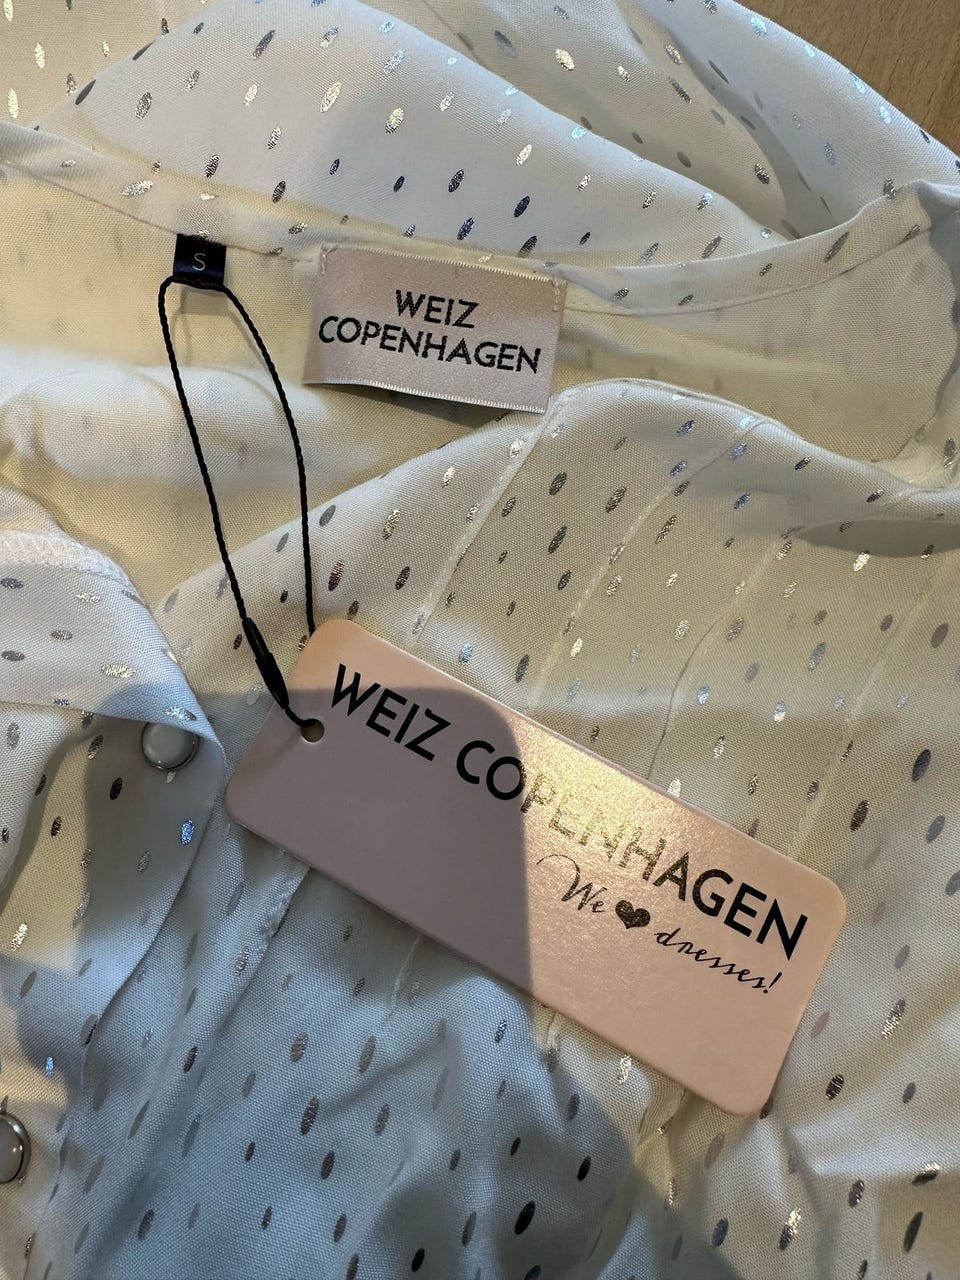 S
WEIZ
COPENHAGEN
WEIZ COPENHAGEN
We ♥ dresses!